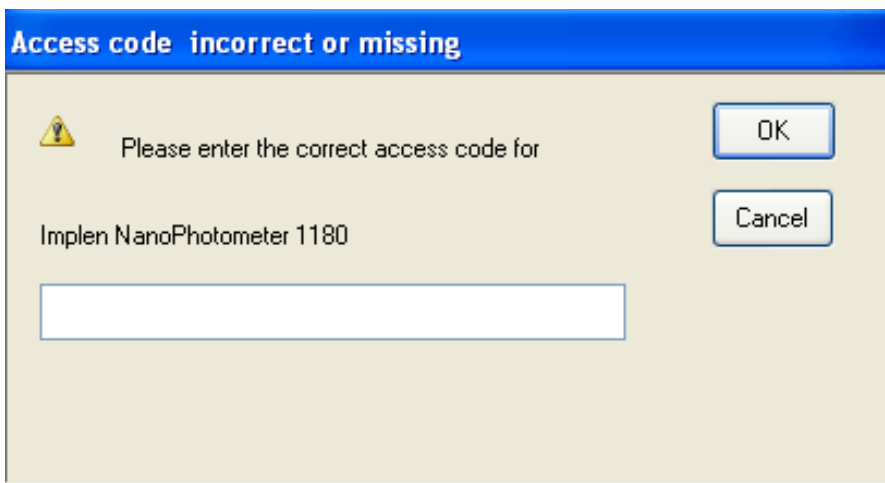 Access code  incorrect or missing
Please enter the correct access code for
OK
Implen NanoPhotometer 1180
Cancel